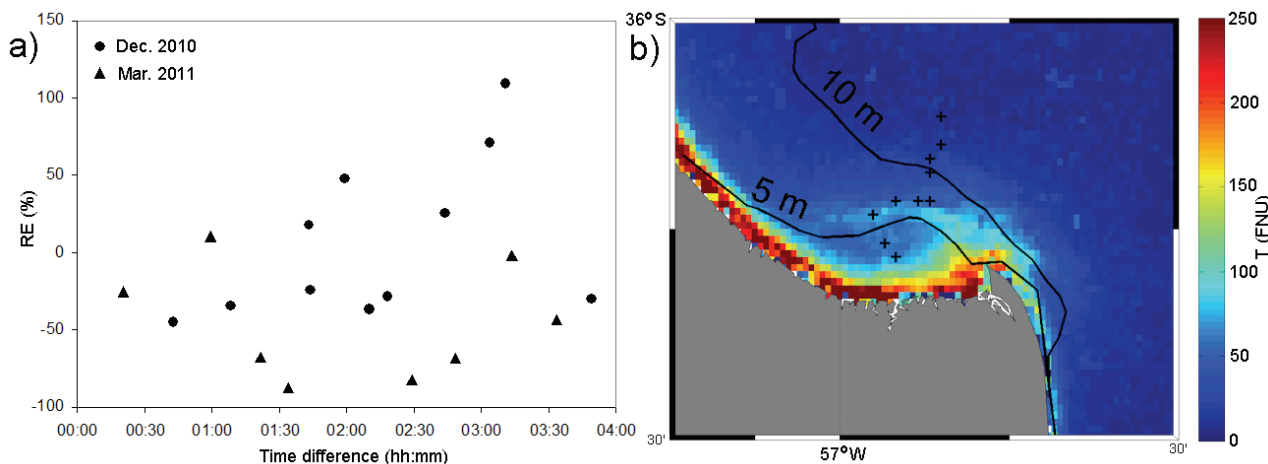 a)
Dec. 2010
Mar. 2011
RE (%)
150
100
50
0
-50
-100
00:00 00:30 01:00 01:30 02:00 02:30 03:00 03:30 04:00
Time difference (hh:mm)
b)
36° S
10 m
5 m
30'
57°W
30'
250
200
150
100
50
0
T (FNU)